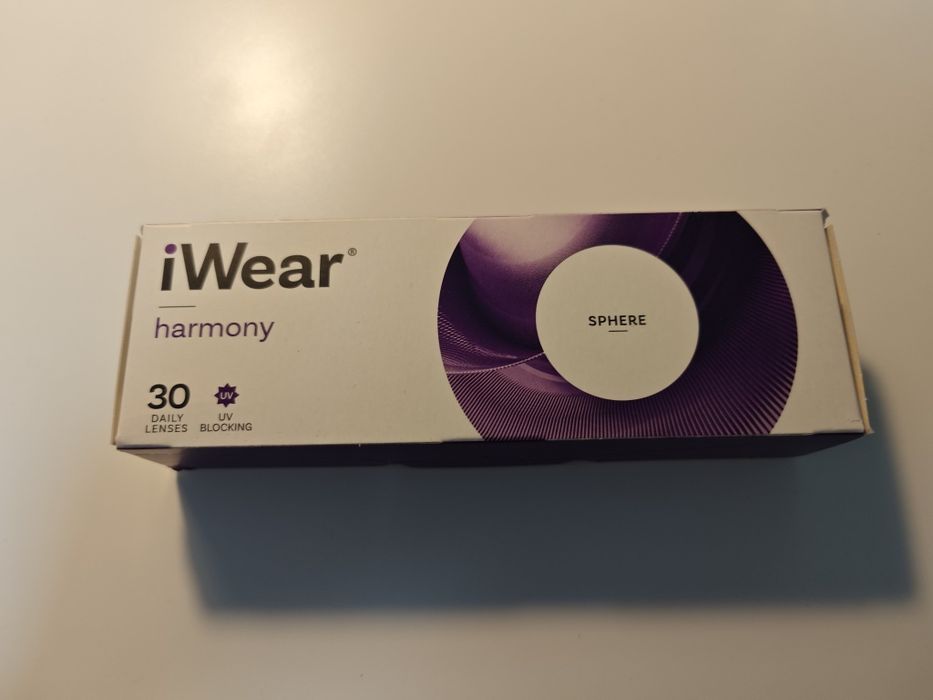 iWear®
harmony
30
DAILY
LENSES
UV
UV
BLOCKING
SPHERE